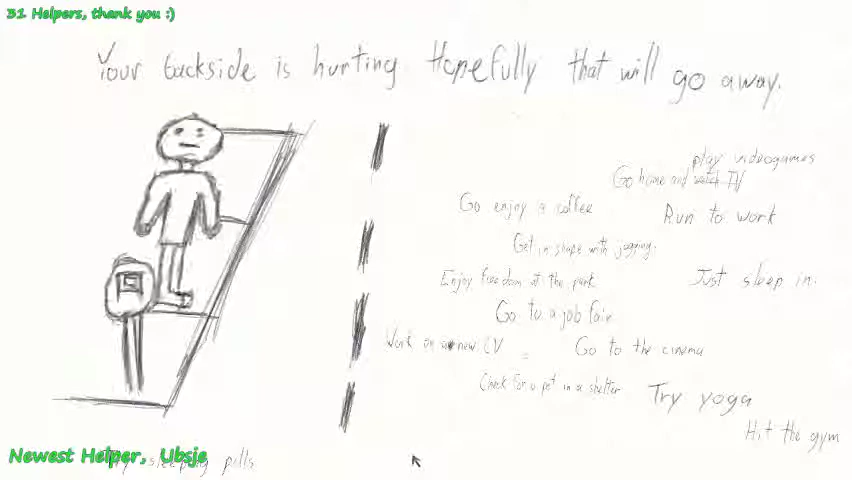 31 Helpers, thank you :)
Your backside is hurting. Hopefully that will go away.
play videogames
Go home and watch TV
Go enjoy a coffee
Run to work
Get in shape with jogging.
Enjoy freedom at the park
Just sleep in.
Go to a job fair
Work on a new CV
Go to the cinema
Check for a pet in a shelter
Try yoga
Hit the gym
Newest Helper, Ubsje
sleeping pills